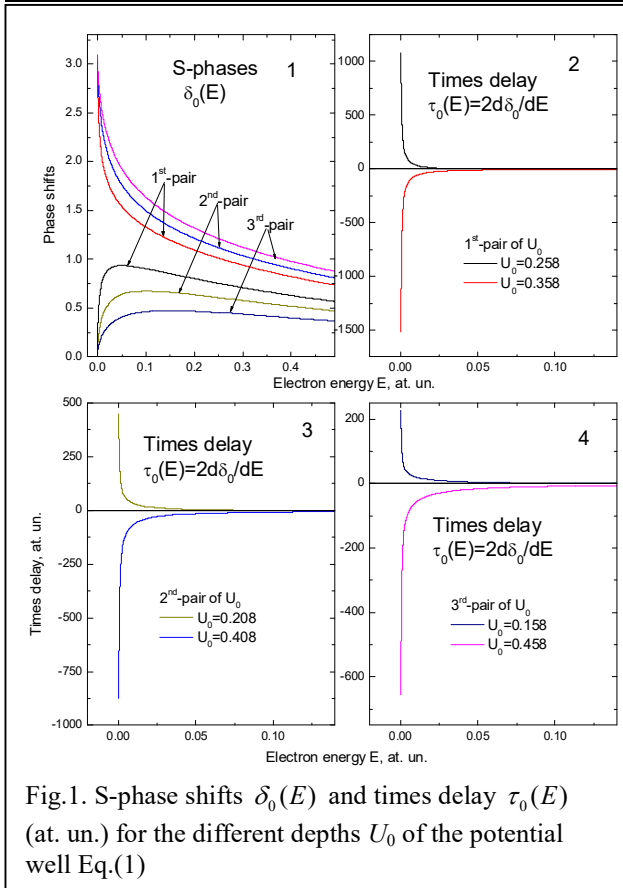 S-phases
δ₀(E)
1
1st-pair
2nd-pair
3rd-pair
Phase shifts
3.0
2.5
2.0
1.5
1.0
0.5
0.0
0.0 0.1 0.2 0.3 0.4
Electron energy E, at. un.
2
Times delay
τ₀(E)=2dδ₀/dE
1st-pair of U₀
U₀=0.258
U₀=0.358
1000
500
0
-500
-1000
-1500
0.00 0.05 0.10
3
Times delay
τ₀(E)=2dδ₀/dE
2nd-pair of U₀
U₀=0.208
U₀=0.408
Times delay, at. un.
500
250
0
-250
-500
-750
-1000
0.00 0.05 0.10
Electron energy E, at. un.
4
Times delay
τ₀(E)=2dδ₀/dE
3rd-pair of U₀
U₀=0.158
U₀=0.458
200
0
-200
-400
-600
0.00 0.05 0.10
Fig.1. S-phase shifts δ₀(E) and times delay τ₀(E)
(at. un.) for the different depths U₀ of the potential
well Eq.(1)